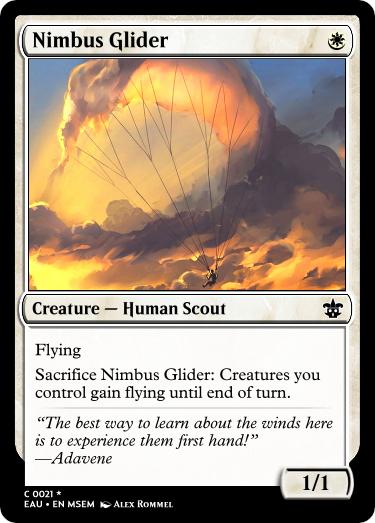 Nimbus Glider
Creature — Human Scout
Flying
Sacrifice Nimbus Glider: Creatures you
control gain flying until end of turn.
“The best way to learn about the winds here
is to experience them first hand!”
—Adavene
1/1
C 0021 *
EAU • EN MSEM Alex Rommel